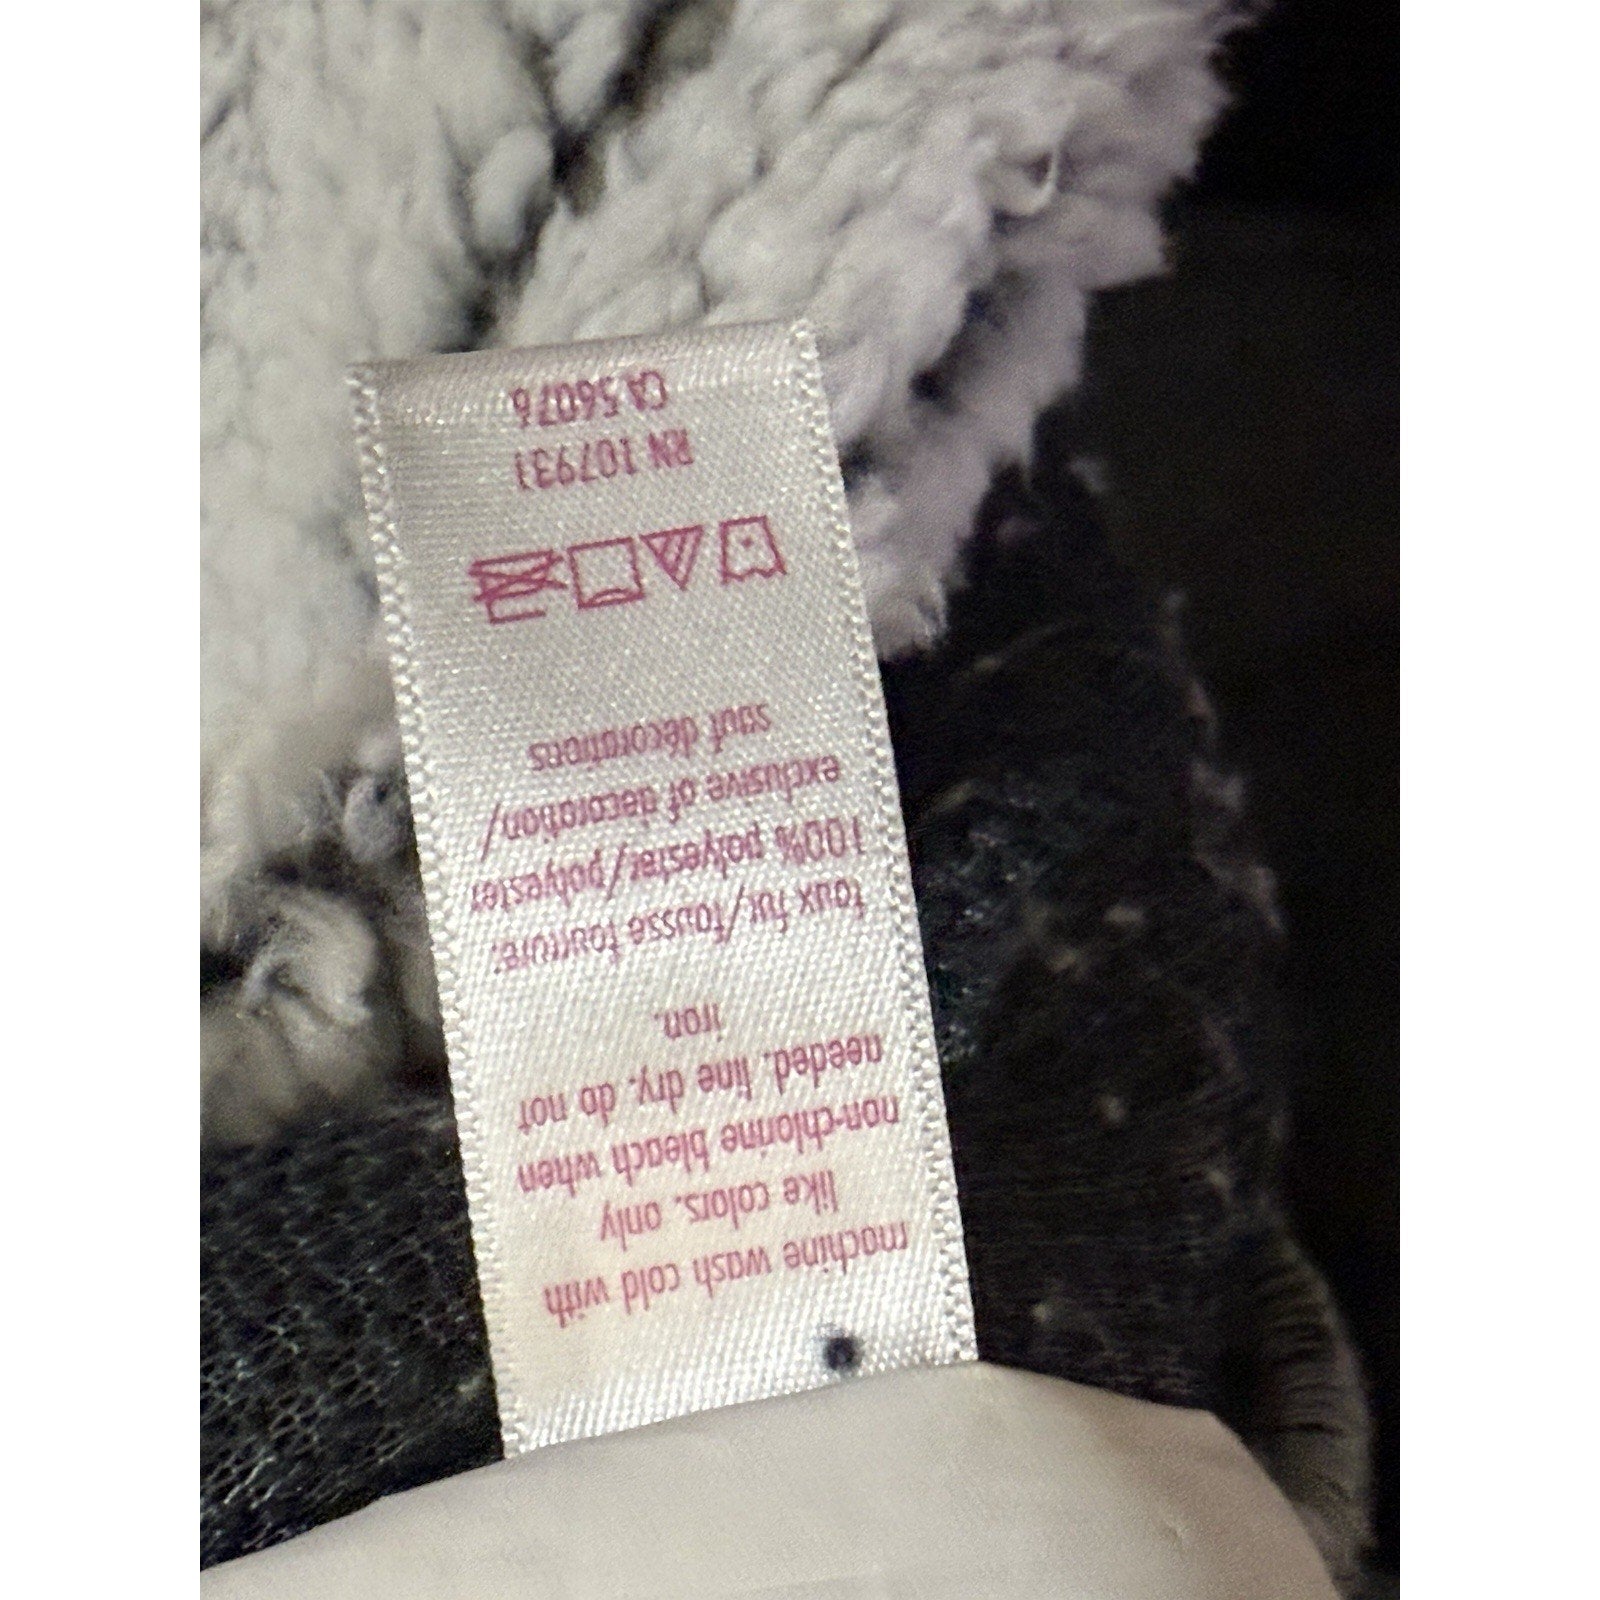 machine wash cold with
like colors. only
non-chlorine bleach when
needed. line dry. do not
iron.
faux fur/fausse fourrure:
100% polyester/polyester
exclusive of decoration/
sauf décorations
RN 107931
CA 56076